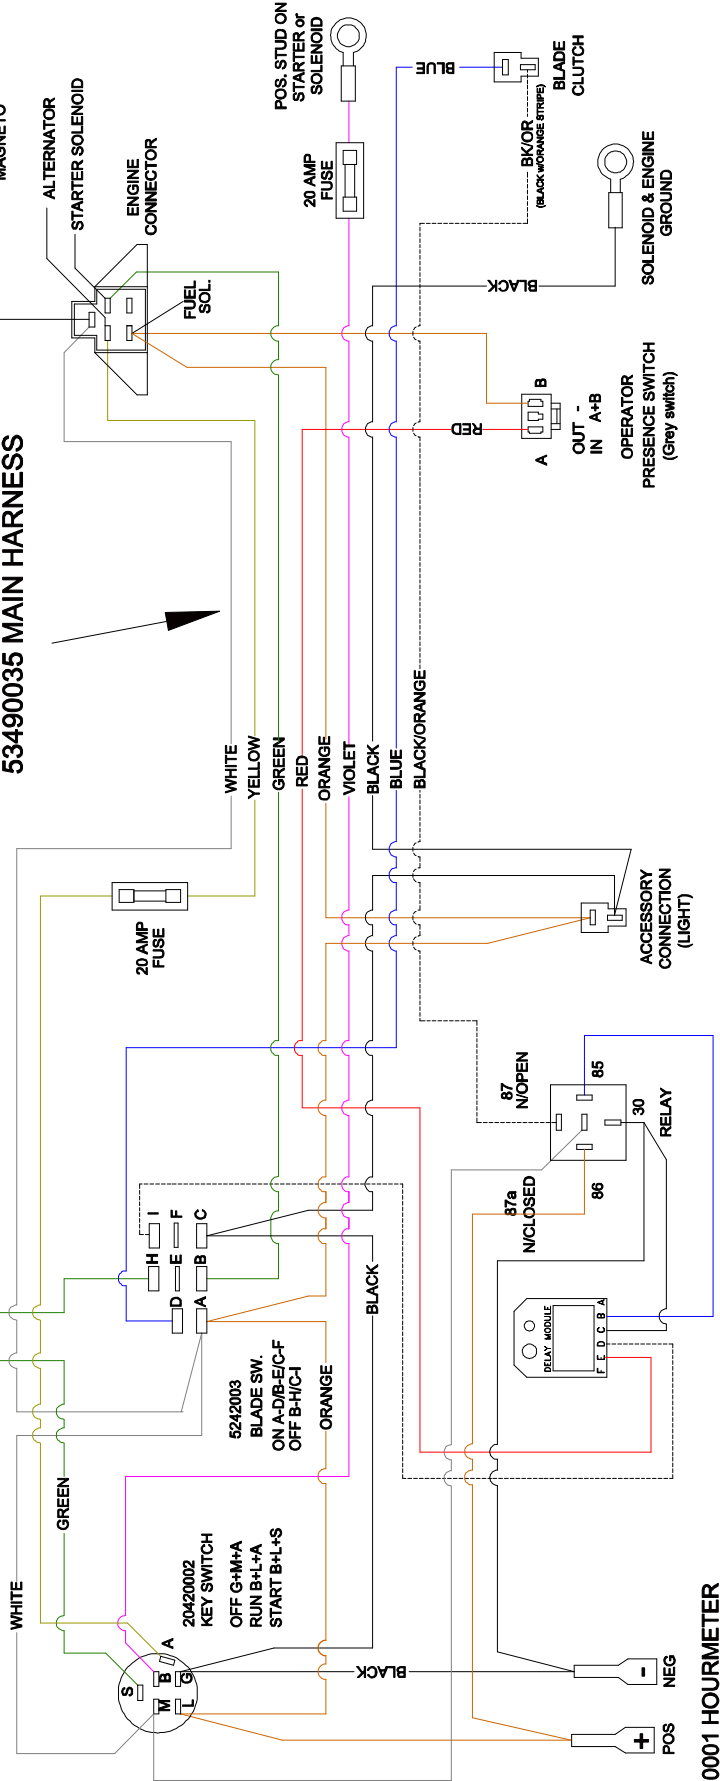 MAGNETO
ALTERNATOR
STARTER SOLENOID
ENGINE
CONNECTOR
FUEL
SOL.
POS. STUD ON
STARTER or
SOLENOID
20 AMP
FUSE
BLUE
BLADE
CLUTCH
BK/OR
(BLACK w/ORANGE STRIPE)
BLACK
SOLENOID & ENGINE
GROUND
RED
A
B
OUT -
IN A+B
OPERATOR
PRESENCE SWITCH
(Grey switch)
53490035 MAIN HARNESS
WHITE
YELLOW
GREEN
RED
ORANGE
VIOLET
BLACK
BLUE
BLACK/ORANGE
20 AMP
FUSE
ACCESSORY
CONNECTION
(LIGHT)
87
N/OPEN
85
30
RELAY
87a
N/CLOSED
86
H
I
E
F
D
A
B
C
BLACK
5242003
BLADE SW.
ON A-D/B-E/C-F
OFF B-H/C-I
ORANGE
DELAY MODULE
F E D C B A
GREEN
WHITE
20420002
KEY SWITCH
OFF G+M+A
RUN B+L+A
START B+L+S
S
A
B
G
M
L
BLACK
-
NEG
+
POS
0001 HOURMETER